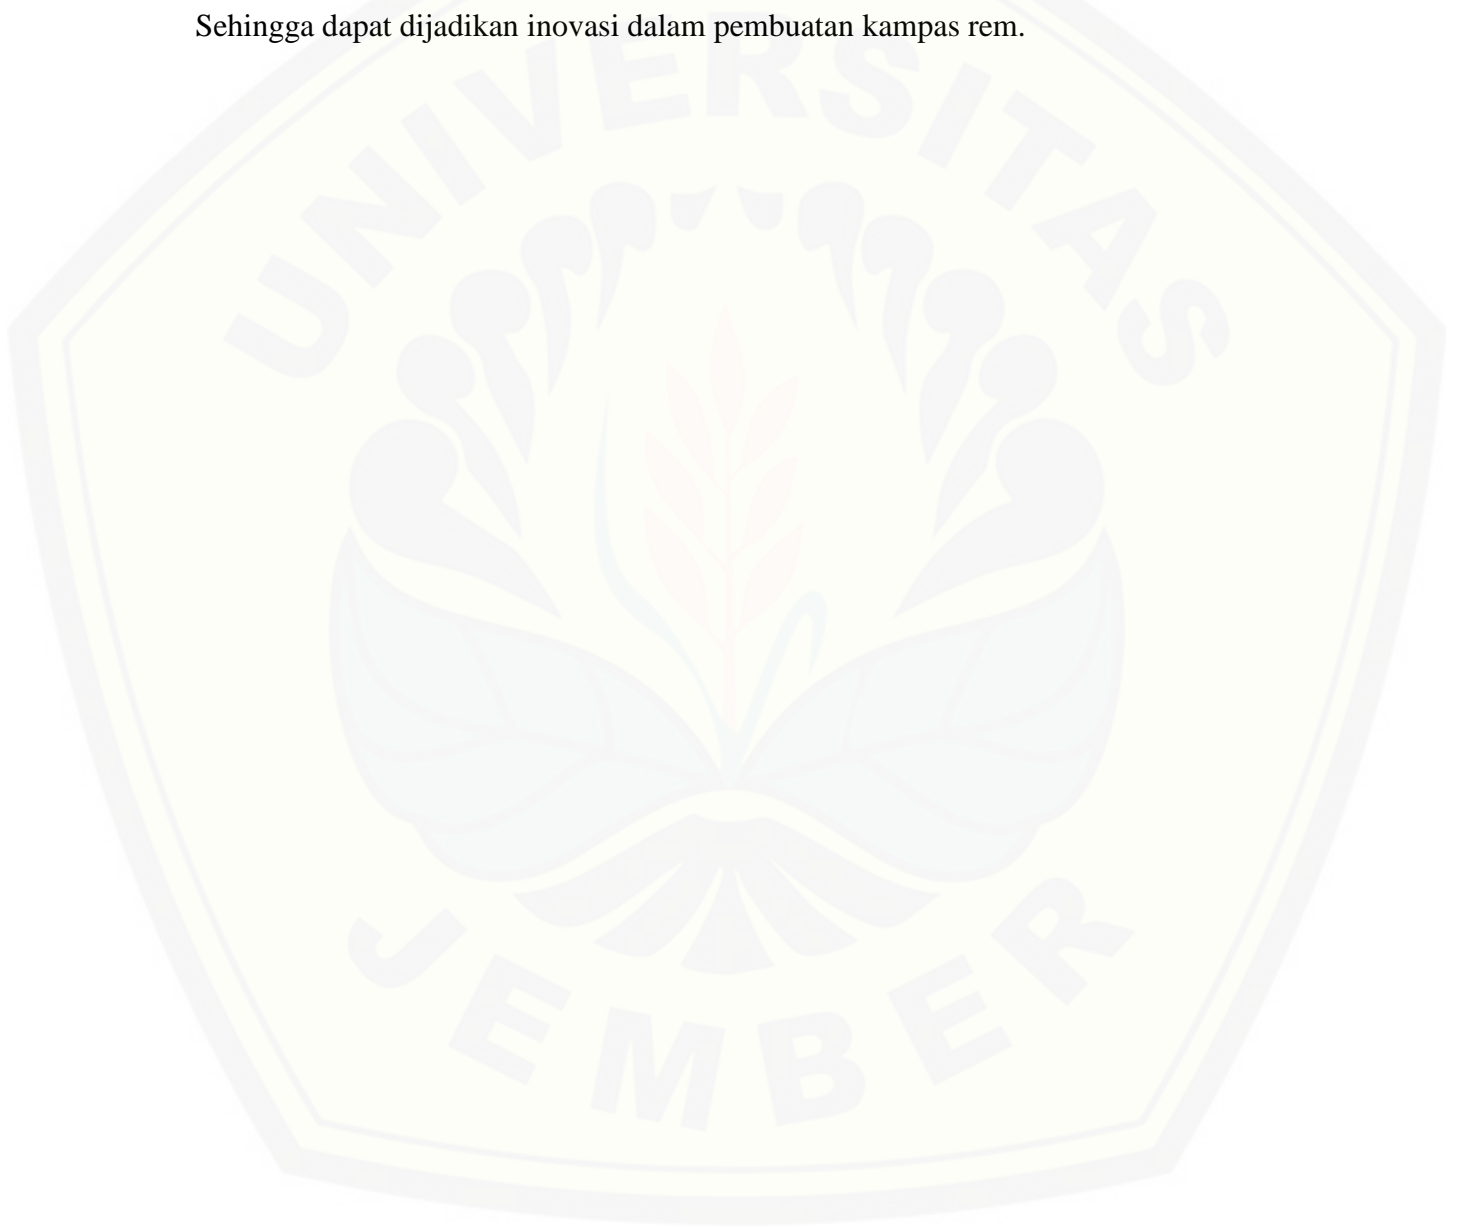 Sehingga dapat dijadikan inovasi dalam pembuatan kampas rem.
UNIVERSITAS
JEMBER